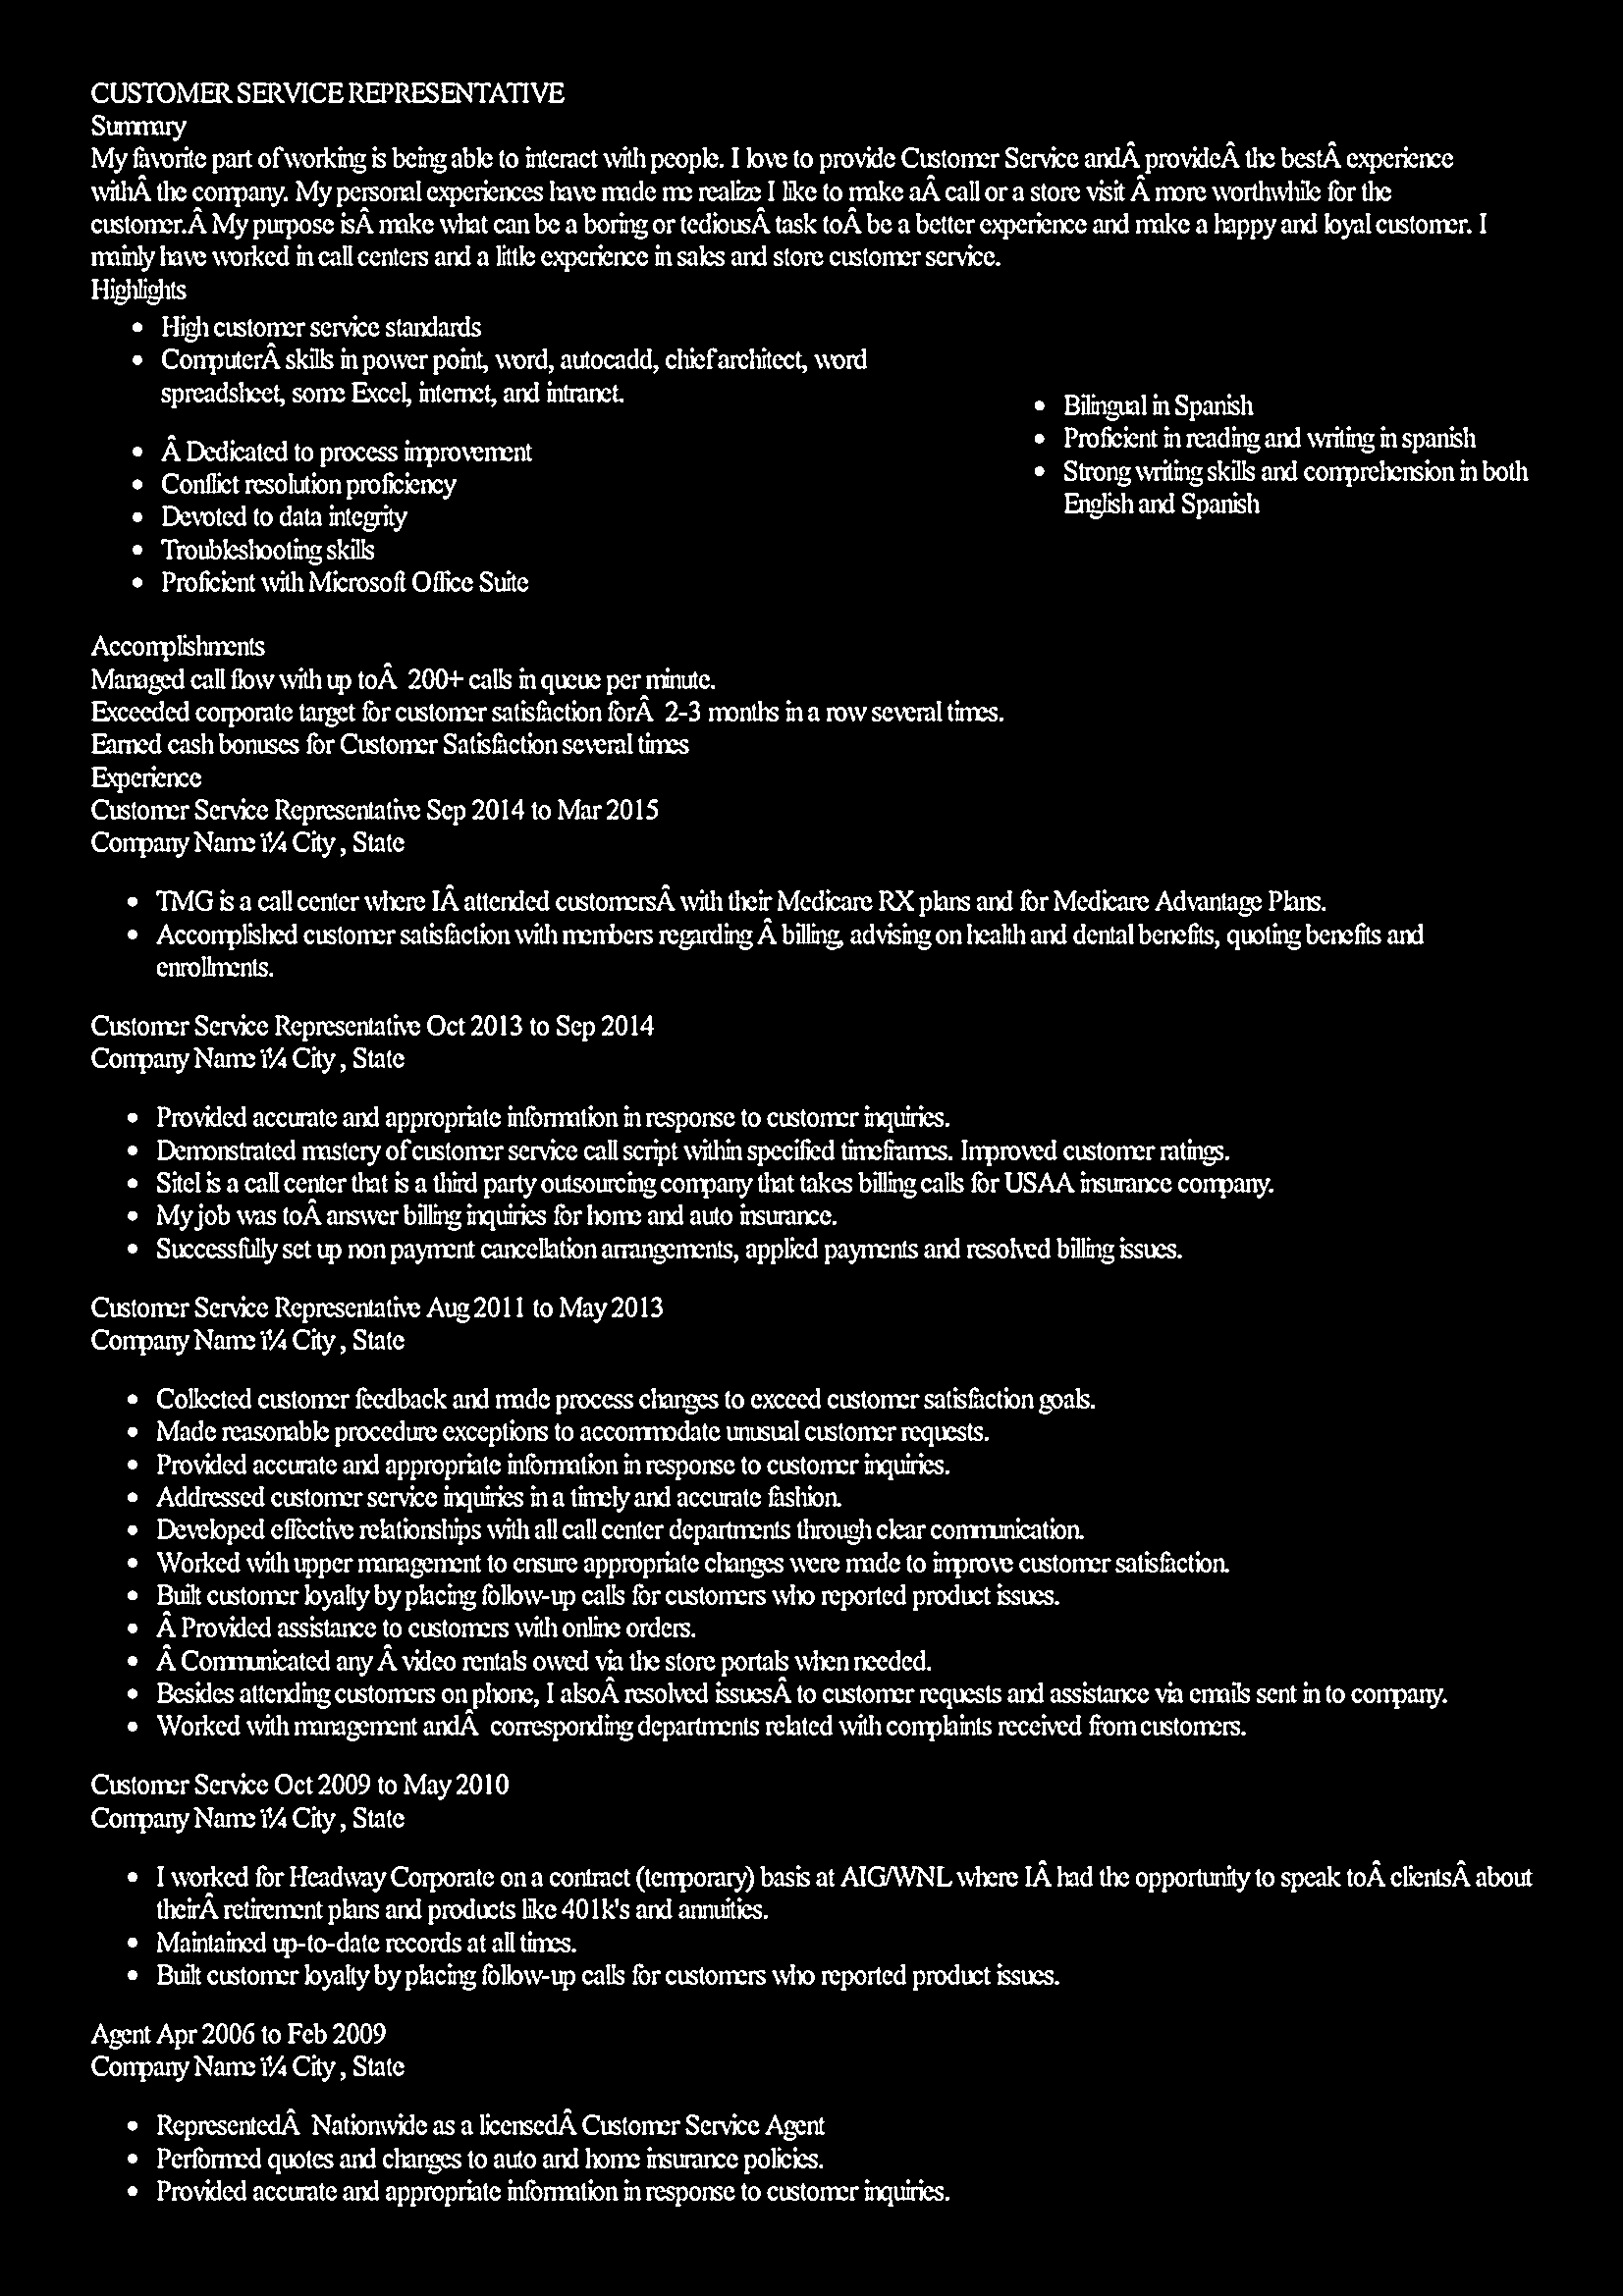 CUSTOMER SERVICE REPRESENTATIVE
Summary
My favorite part of working is being able to interact with people. I love to provide Customer Service andÂ provideÂ the bestÂ experience
withÂ the company. My personal experiences have made me realize I like to make aÂ call or a store visit Â more worthwhile for the
customer.Â My purpose isÂ make what can be a boring or tediousÂ task toÂ be a better experience and make a happy and loyal customer. I
mainly have worked in call centers and a little experience in sales and store customer service.
Highlights
High customer service standards
ComputerÂ skills in power point, word, autocadd, chief architect, word
spreadsheet, some Excel, internet, and intranet.
Â Dedicated to process improvement
Conflict resolution proficiency
Devoted to data integrity
Troubleshooting skills
Proficient with Microsoft Office Suite
Bilingual in Spanish
Proficient in reading and writing in spanish
Strong writing skills and comprehension in both
English and Spanish
Accomplishments
Managed call flow with up toÂ  200+ calls in queue per minute.
Exceeded corporate target for customer satisfaction forÂ  2-3 months in a row several times.
Earned cash bonuses for Customer Satisfaction several times
Experience
Customer Service Representative Sep 2014 to Mar 2015
Company Name ï¼ City , State
TMG is a call center where IÂ attended customersÂ with their Medicare RX plans and for Medicare Advantage Plans.
Accomplished customer satisfaction with members regarding Â billing, advising on health and dental benefits, quoting benefits and
enrollments.
Customer Service Representative Oct 2013 to Sep 2014
Company Name ï¼ City , State
Provided accurate and appropriate information in response to customer inquiries.
Demonstrated mastery of customer service call script within specified timeframes. Improved customer ratings.
Sitel is a call center that is a third party outsourcing company that takes billing calls for USAA insurance company.
My job was toÂ answer billing inquiries for home and auto insurance.
Successfully set up non payment cancellation arrangements, applied payments and resolved billing issues.
Customer Service Representative Aug 2011 to May 2013
Company Name ï¼ City , State
Collected customer feedback and made process changes to exceed customer satisfaction goals.
Made reasonable procedure exceptions to accommodate unusual customer requests.
Provided accurate and appropriate information in response to customer inquiries.
Addressed customer service inquiries in a timely and accurate fashion.
Developed effective relationships with all call center departments through clear communication.
Worked with upper management to ensure appropriate changes were made to improve customer satisfaction.
Built customer loyalty by placing follow-up calls for customers who reported product issues.
Â Provided assistance to customers with online orders.
Â Communicated any Â video rentals owed via the store portals when needed.
Besides attending customers on phone, I alsoÂ resolved issuesÂ to customer requests and assistance via emails sent in to company.
Worked with management andÂ  corresponding departments related with complaints received from customers.
Customer Service Oct 2009 to May 2010
Company Name ï¼ City , State
I worked for Headway Corporate on a contract (temporary) basis at AIG/WNL where IÂ had the opportunity to speak toÂ clientsÂ about
theirÂ retirement plans and products like 401k's and annuities.
Maintained up-to-date records at all times.
Built customer loyalty by placing follow-up calls for customers who reported product issues.
Agent Apr 2006 to Feb 2009
Company Name ï¼ City , State
RepresentedÂ  Nationwide as a licensedÂ Customer Service Agent
Performed quotes and changes to auto and home insurance policies.
Provided accurate and appropriate information in response to customer inquiries.